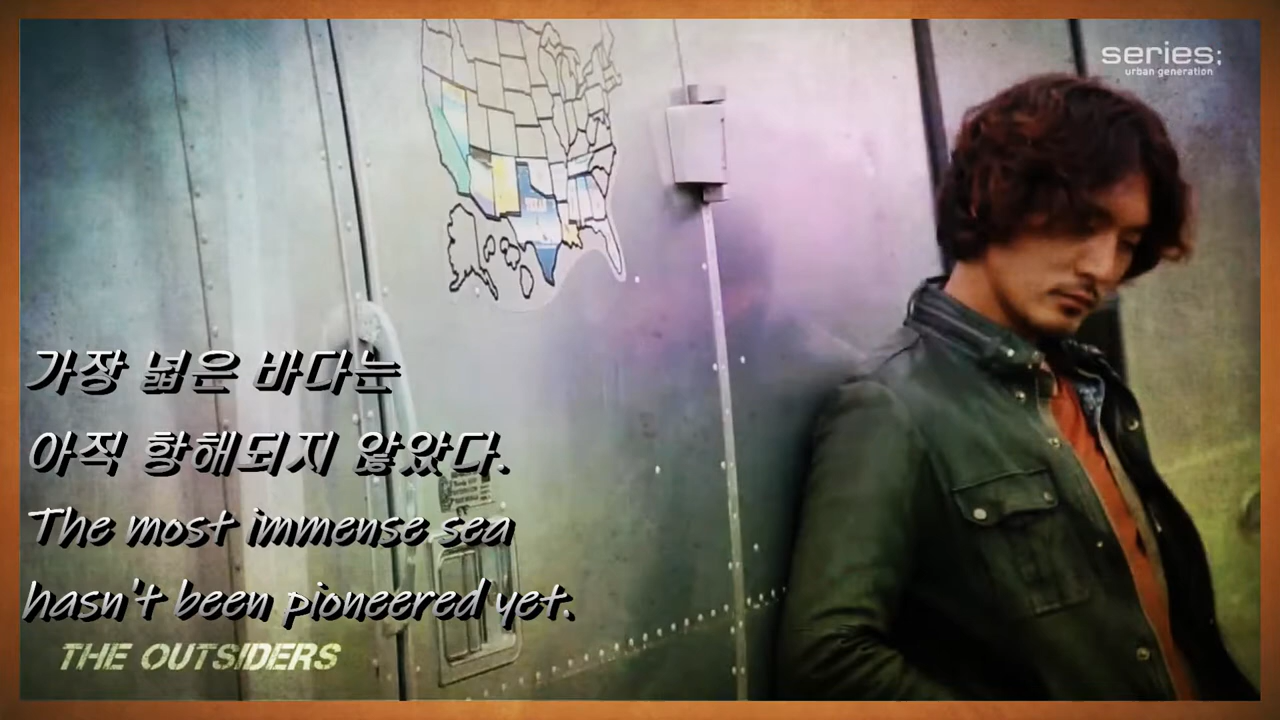 series;
urban generation
가장 넓은 바다는
아직 항해되지 않았다.
The most immense sea
hasn't been pioneered yet.
THE OUTSIDERS